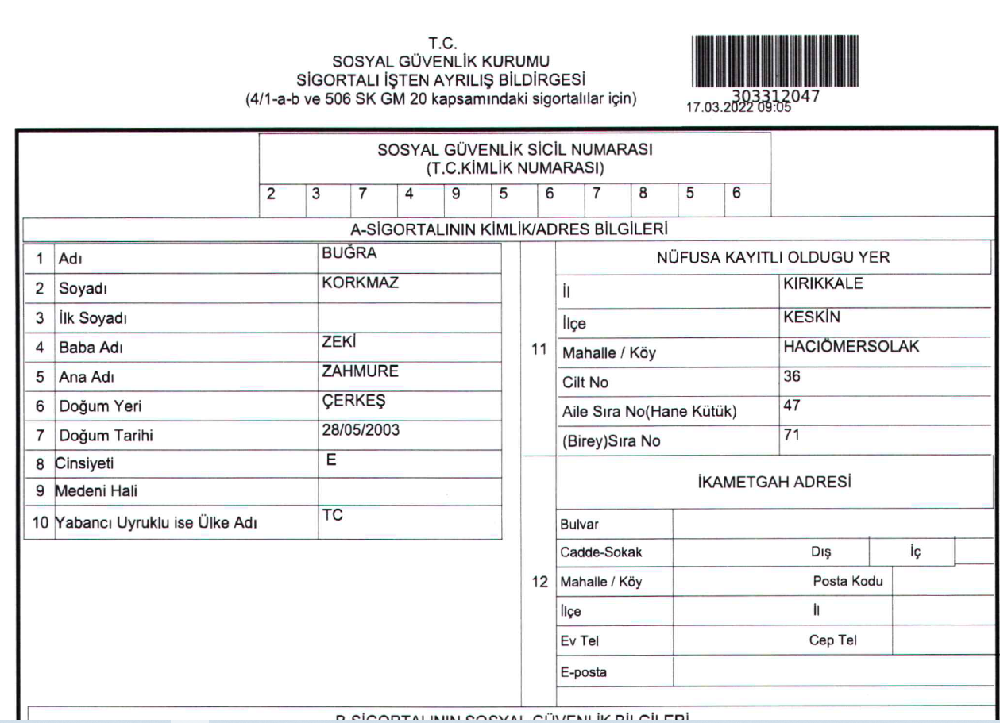 T.C.
SOSYAL GÜVENLİK KURUMU
SİGORTALI İŞTEN AYRILIŞ BİLDİRGESİ
(4/1-a-b ve 506 SK GM 20 kapsamındaki sigortalılar için)
303312047
17.03.2022 09:05
SOSYAL GÜVENLİK SİCİL NUMARASI
(T.C.KİMLİK NUMARASI)
2 3 7 4 9 5 6 7 8 5 6
A-SİGORTALININ KİMLİK/ADRES BİLGİLERİ
1 Adı BUĞRA
2 Soyadı KORKMAZ
3 İlk Soyadı
4 Baba Adı ZEKİ
5 Ana Adı ZAHMURE
6 Doğum Yeri ÇERKEŞ
7 Doğum Tarihi 28/05/2003
8 Cinsiyeti E
9 Medeni Hali
10 Yabancı Uyruklu ise Ülke Adı TC
11
NÜFUSA KAYITLI OLDUGU YER
İl KIRIKKALE
İlçe KESKİN
Mahalle / Köy HACIÖMERSOLAK
Cilt No 36
Aile Sıra No(Hane Kütük) 47
(Birey)Sıra No 71
12
İKAMETGAH ADRESİ
Bulvar
Cadde-Sokak Dış İç
Mahalle / Köy Posta Kodu
İlçe İl
Ev Tel Cep Tel
E-posta
B-SİGORTALININ SOSYAL GÜVENLİK BİLGİLERİ